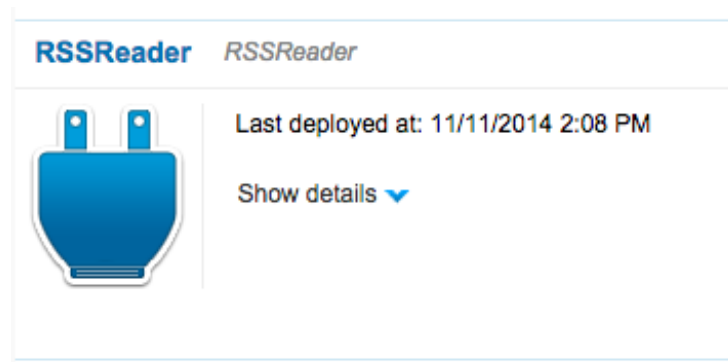 RSSReader RSSReader
Last deployed at: 11/11/2014 2:08 PM
Show details